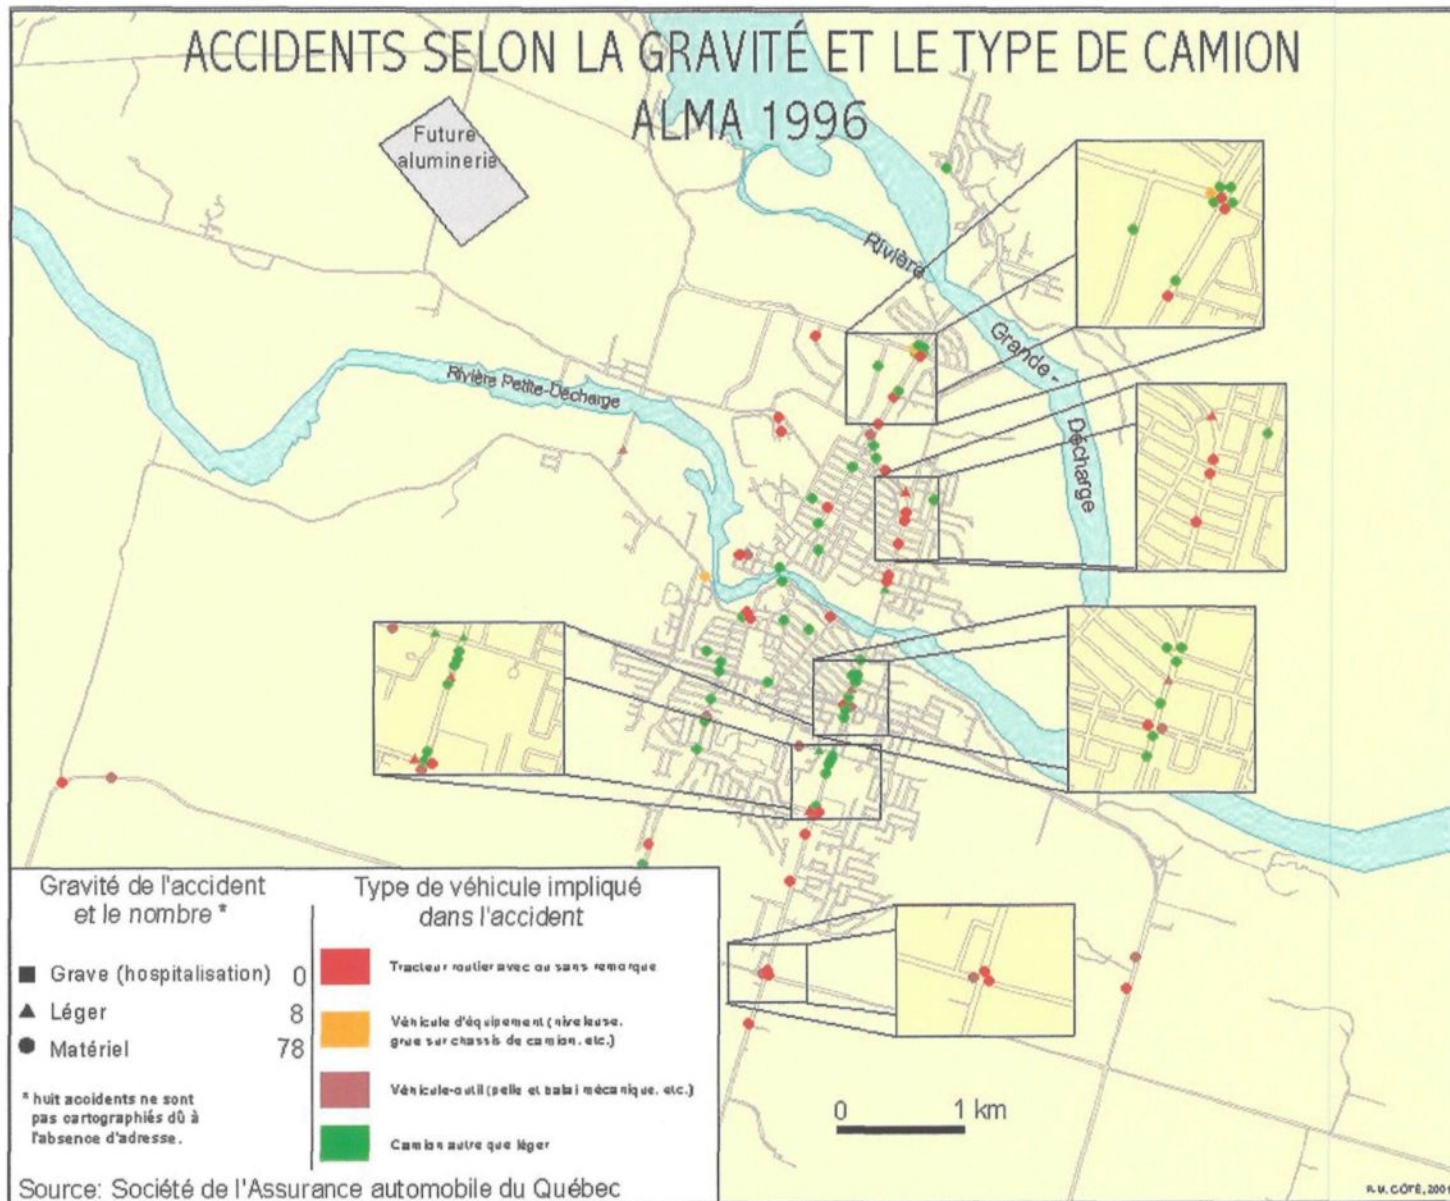 ACCIDENTS SELON LA GRAVITÉ ET LE TYPE DE CAMION
ALMA 1996
Future
aluminerie
Rivière
Grande -
Décharge
Rivière Petite-Décharge
Gravité de l'accident
et le nombre *
Grave (hospitalisation) 0
Léger 8
Matériel 78
* huit accidents ne sont
pas cartographiés dû à
l'absence d'adresse.
Type de véhicule impliqué
dans l'accident
Tracteur routier avec ou sans remorque
Véhicule d'équipement (niveleuse,
grue sur chassis de camion, etc.)
Véhicule-outil (pelle et balai mécanique, etc.)
Camion autre que léger
0 1 km
Source: Société de l'Assurance automobile du Québec
CÔTÉ, 2001